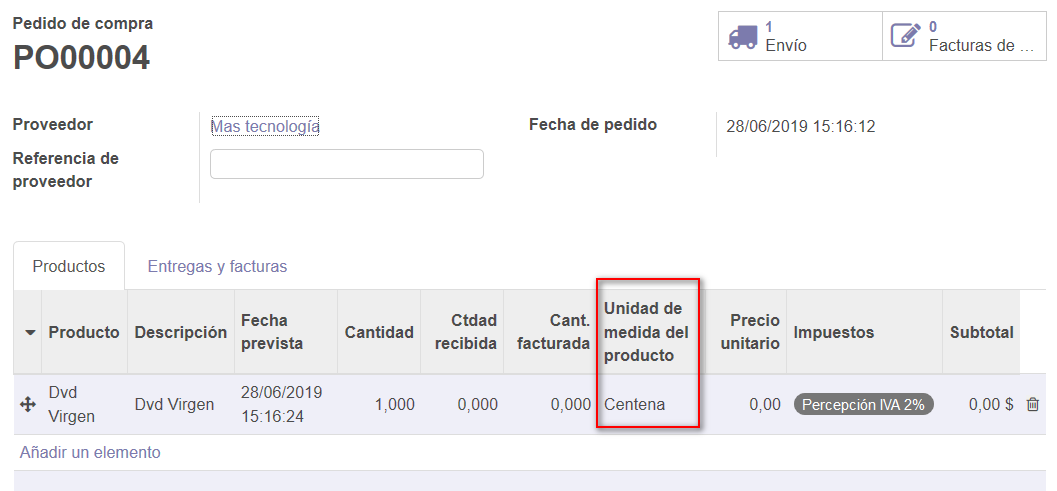 Pedido de compra
PO00004
1
Envío
0
Facturas de ...
Proveedor
Mas tecnología
Fecha de pedido
28/06/2019 15:16:12
Referencia de
proveedor
Productos
Entregas y facturas
Producto
Descripción
Fecha
prevista
Cantidad
Ctdad
recibida
Cant.
facturada
Unidad de
medida del
producto
Precio
unitario
Impuestos
Subtotal
Dvd
Virgen
Dvd Virgen
28/06/2019
15:16:24
1,000
0,000
0,000
Centena
0,00
Percepción IVA 2%
0,00 $
Añadir un elemento